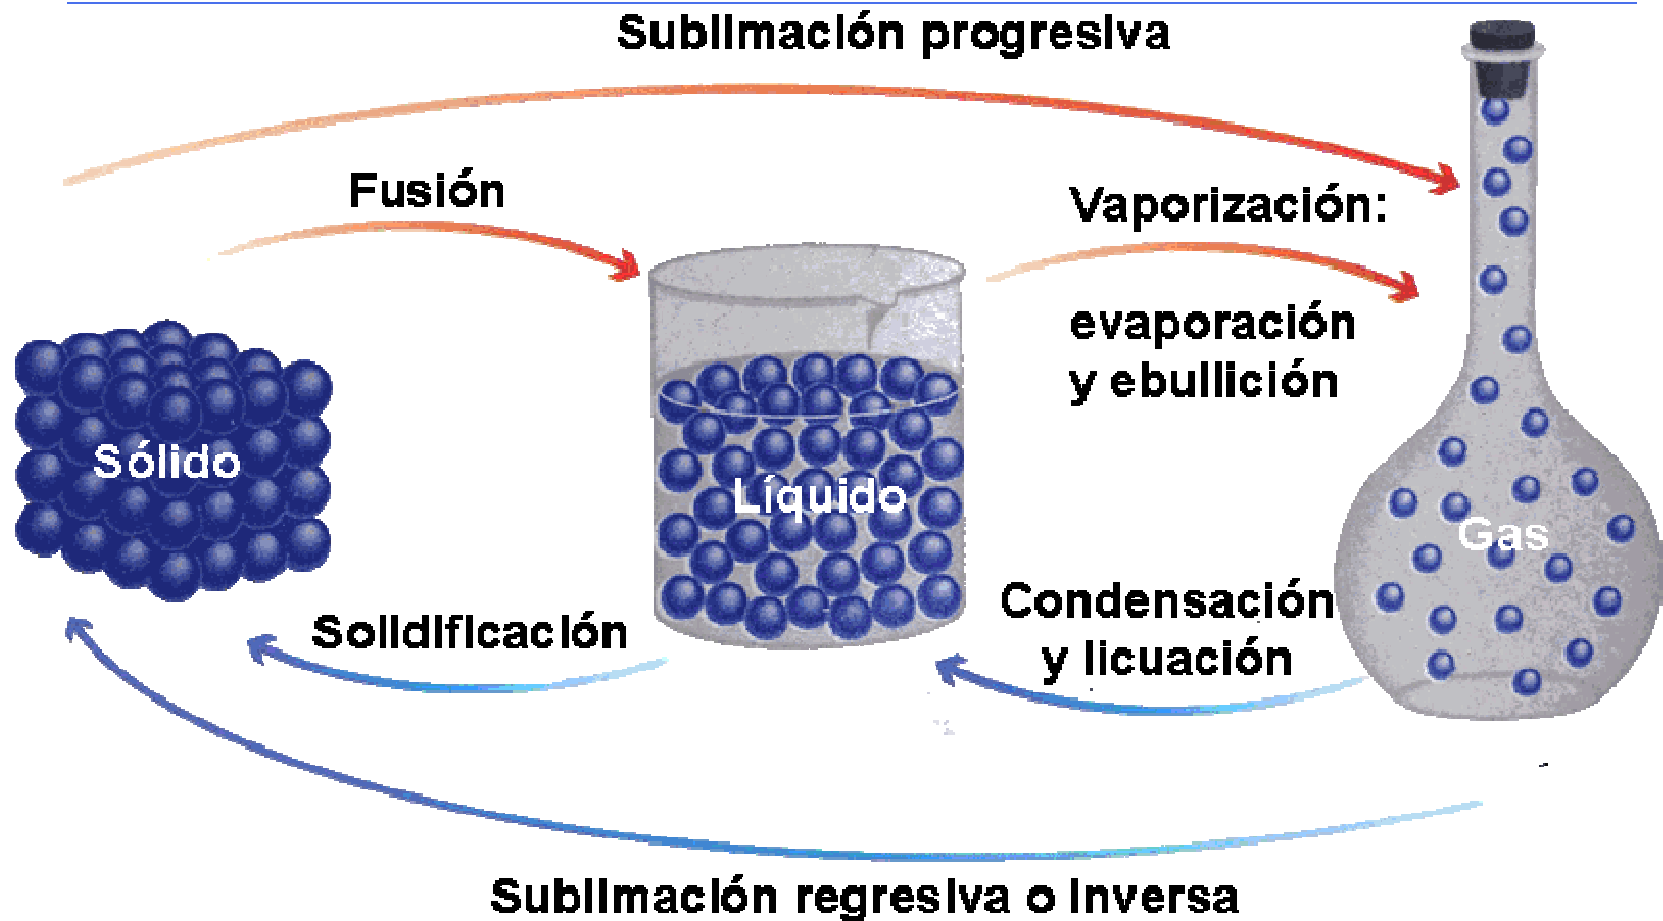 Sublimación progresiva
Fusión
Vaporización:
evaporación
y ebullición
Sólido
Líquido
Gas
Condensación
y licuación
Solidificación
Sublimación regresiva o inversa